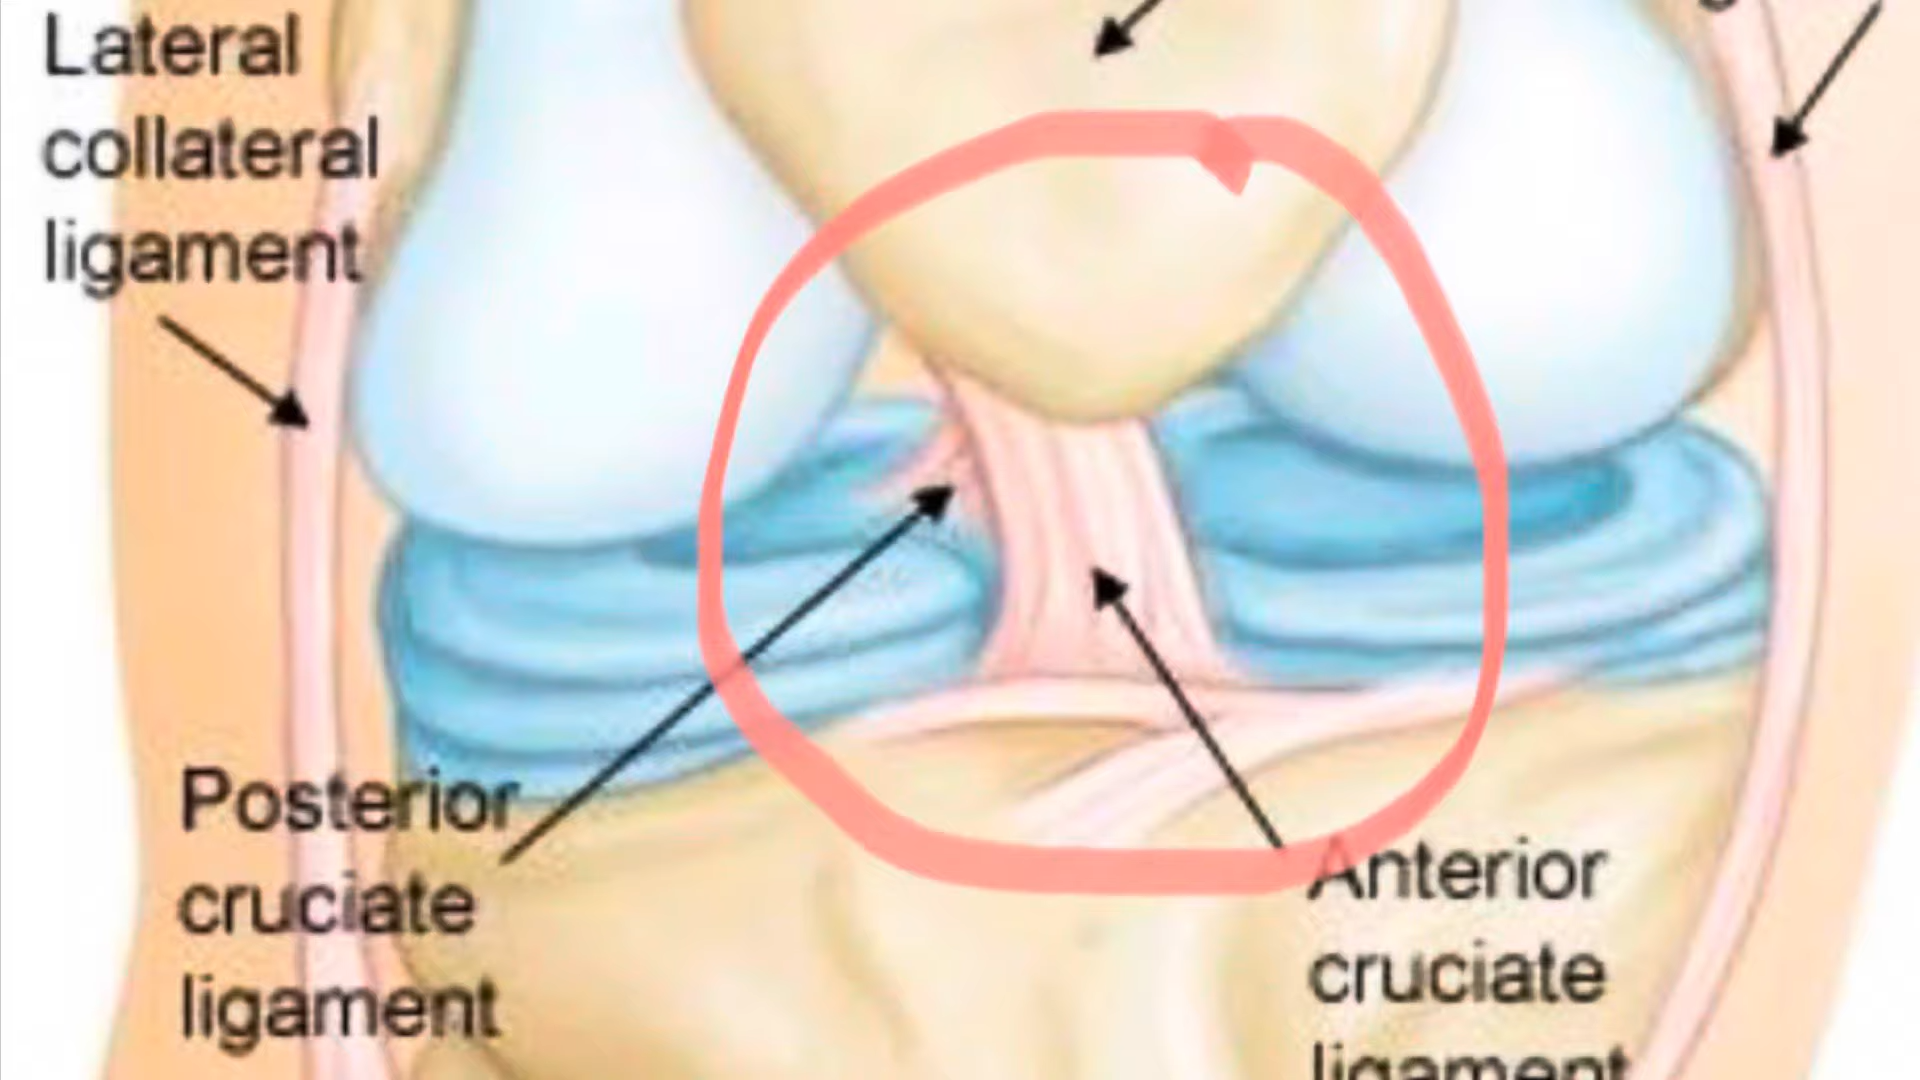 Lateral
collateral
ligament
Posterior
cruciate
ligament
Anterior
cruciate
ligament